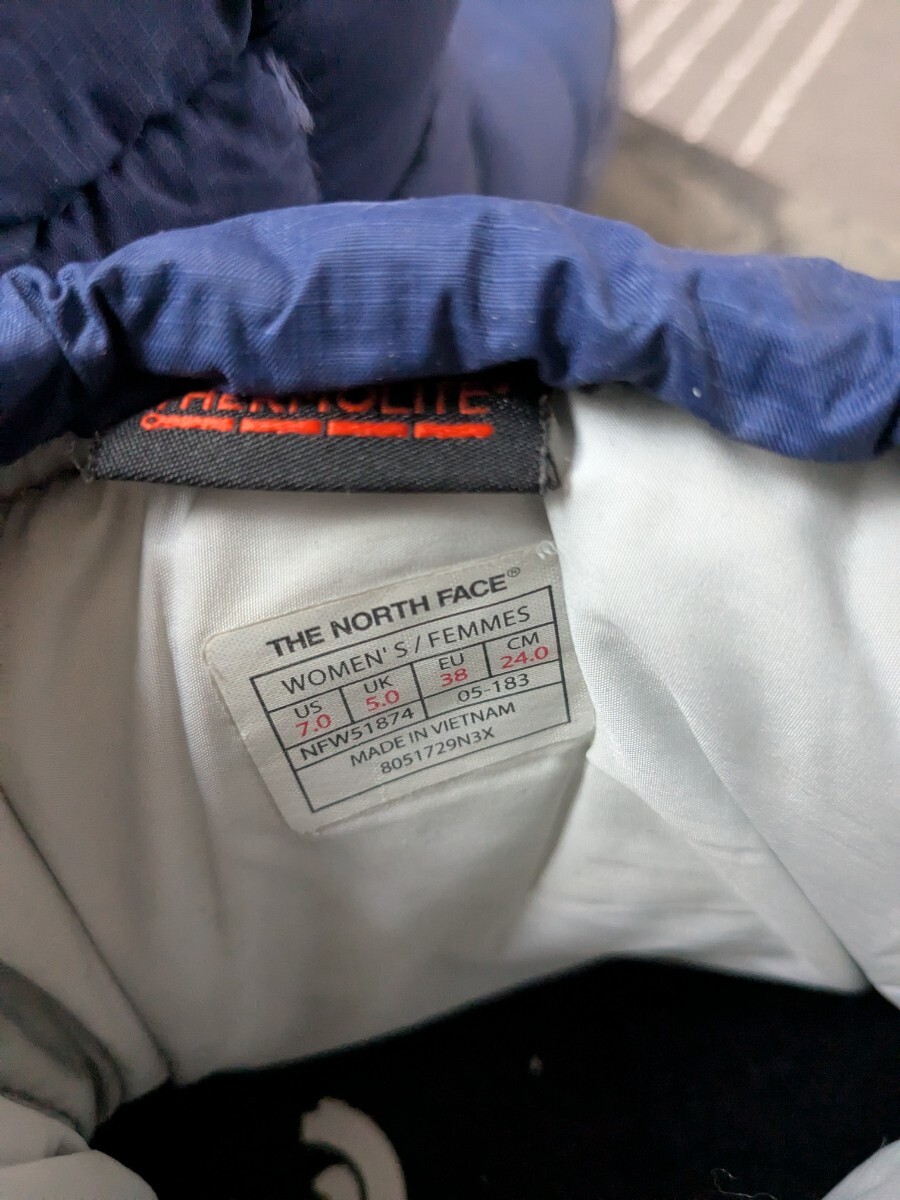 THERMOLITE®
THE NORTH FACE®
WOMEN'S/FEMMES
US UK EU CM
7.0 5.0 38 24.0
NFW51874 05-183
MADE IN VIETNAM
8051729N3X